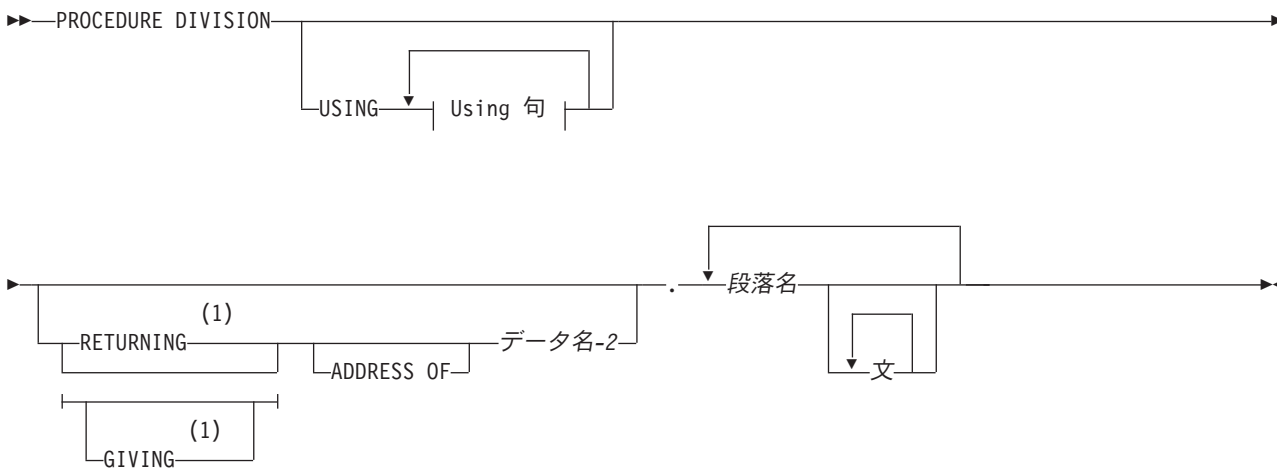 PROCEDURE DIVISION
USING Using 句
. 段落名
(1)
RETURNING データ名-2
ADDRESS OF 文
(1)
GIVING